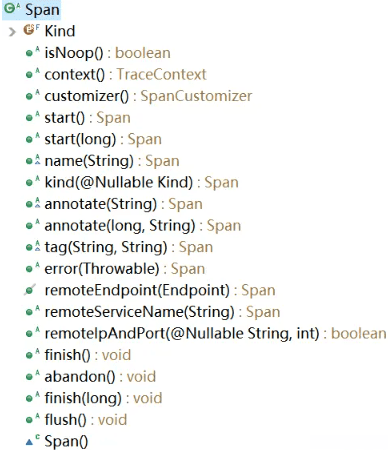 Span
Kind
isNoop() : boolean
context() : TraceContext
customizer() : SpanCustomizer
start() : Span
start(long) : Span
name(String) : Span
kind(@Nullable Kind) : Span
annotate(String) : Span
annotate(long, String) : Span
tag(String, String) : Span
error(Throwable) : Span
remoteEndpoint(Endpoint) : Span
remoteServiceName(String) : Span
remoteIpAndPort(@Nullable String, int) : boolean
finish() : void
abandon() : void
finish(long) : void
flush() : void
Span()